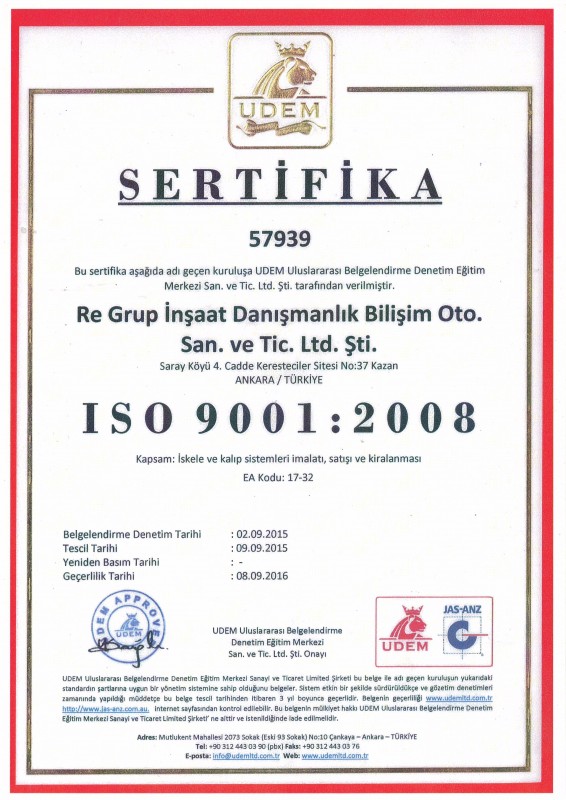 UDEM
SERTİFİKA
57939
Bu sertifika aşağıda adı geçen kuruluşa UDEM Uluslararası Belgelendirme Denetim Eğitim
Merkezi San. ve Tic. Ltd. Şti. tarafından verilmiştir.
Re Grup İnşaat Danışmanlık Bilişim Oto.
San. ve Tic. Ltd. Şti.
Saray Köyü 4. Cadde Keresteciler Sitesi No:37 Kazan
ANKARA / TÜRKİYE
ISO 9001:2008
Kapsam: İskele ve kalıp sistemleri imalatı, satışı ve kiralanması
EA Kodu: 17-32
Belgelendirme Denetim Tarihi : 02.09.2015
Tescil Tarihi : 09.09.2015
Yeniden Basım Tarihi : -
Geçerlilik Tarihi : 08.09.2016
UDEM APPROVED
UDEM
UDEM Uluslararası Belgelendirme
Denetim Eğitim Merkezi
San. ve Tic. Ltd. Şti. Onayı
UDEM
JAS-ANZ
UDEM Uluslararası Belgelendirme Denetim Eğitim Merkezi Sanayi ve Ticaret Limited Şirketi bu belge ile adı geçen kuruluşun yukarıdaki
standardın şartlarına uygun bir yönetim sistemine sahip olduğunu belgeler. Sistem etkin bir şekilde sürdürüldükçe ve gözetim denetimleri
zamanında yapıldığı müddetçe bu belge tescil tarihinden itibaren 3 yıl boyunca geçerlidir. Belgenin geçerliliği www.udemltd.com.tr
http://www.jas-anz.com.au. internet sayfasından kontrol edilebilir. Bu belgenin mülkiyet hakkı UDEM Uluslararası Belgelendirme Denetim
Eğitim Merkezi Sanayi ve Ticaret Limited Şirketi' ne aittir ve istenildiğinde iade edilmelidir.
Adres: Mutlukent Mahallesi 2073 Sokak (Eski 93 Sokak) No:10 Çankaya – Ankara – TÜRKİYE
Tel: +90 312 443 03 90 (pbx) Faks: +90 312 443 03 76
E-posta: info@udemltd.com.tr Web: www.udemltd.com.tr